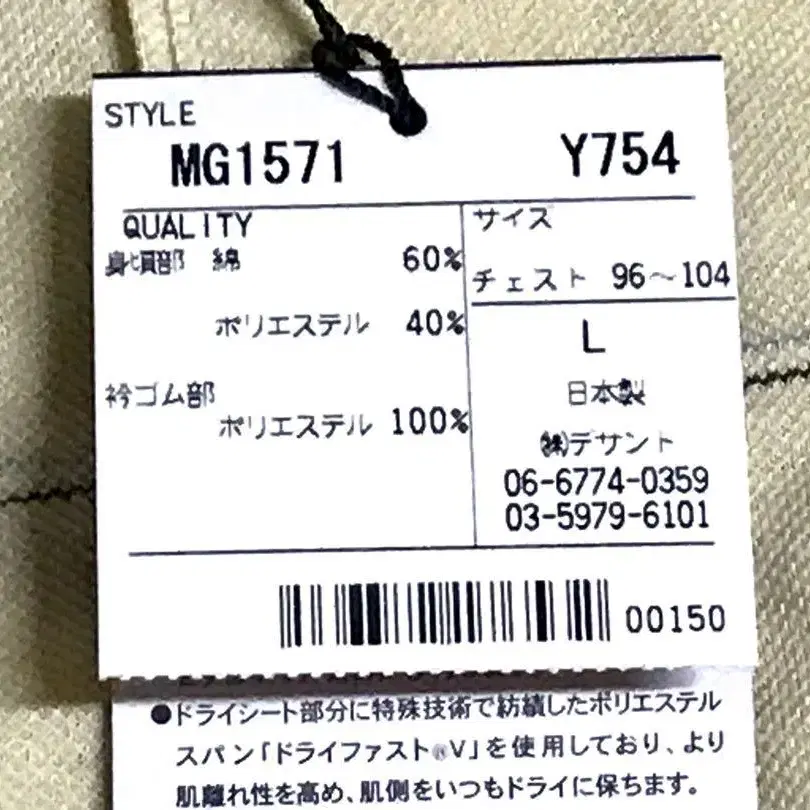 STYLE
MG1571 Y754
QUALITY
身頃部 綿 60%
ポリエステル 40%
衿ゴム部
ポリエステル 100%
サイズ
チェスト 96～104
L
日本製
㈱デサント
06-6774-0359
03-5979-6101
00150
●ドライシート部分に特殊技術で紡績したポリエステル
スパン「ドライファスト®V」を使用しており、より
肌離れ性を高め、肌側をいつもドライに保ちます。